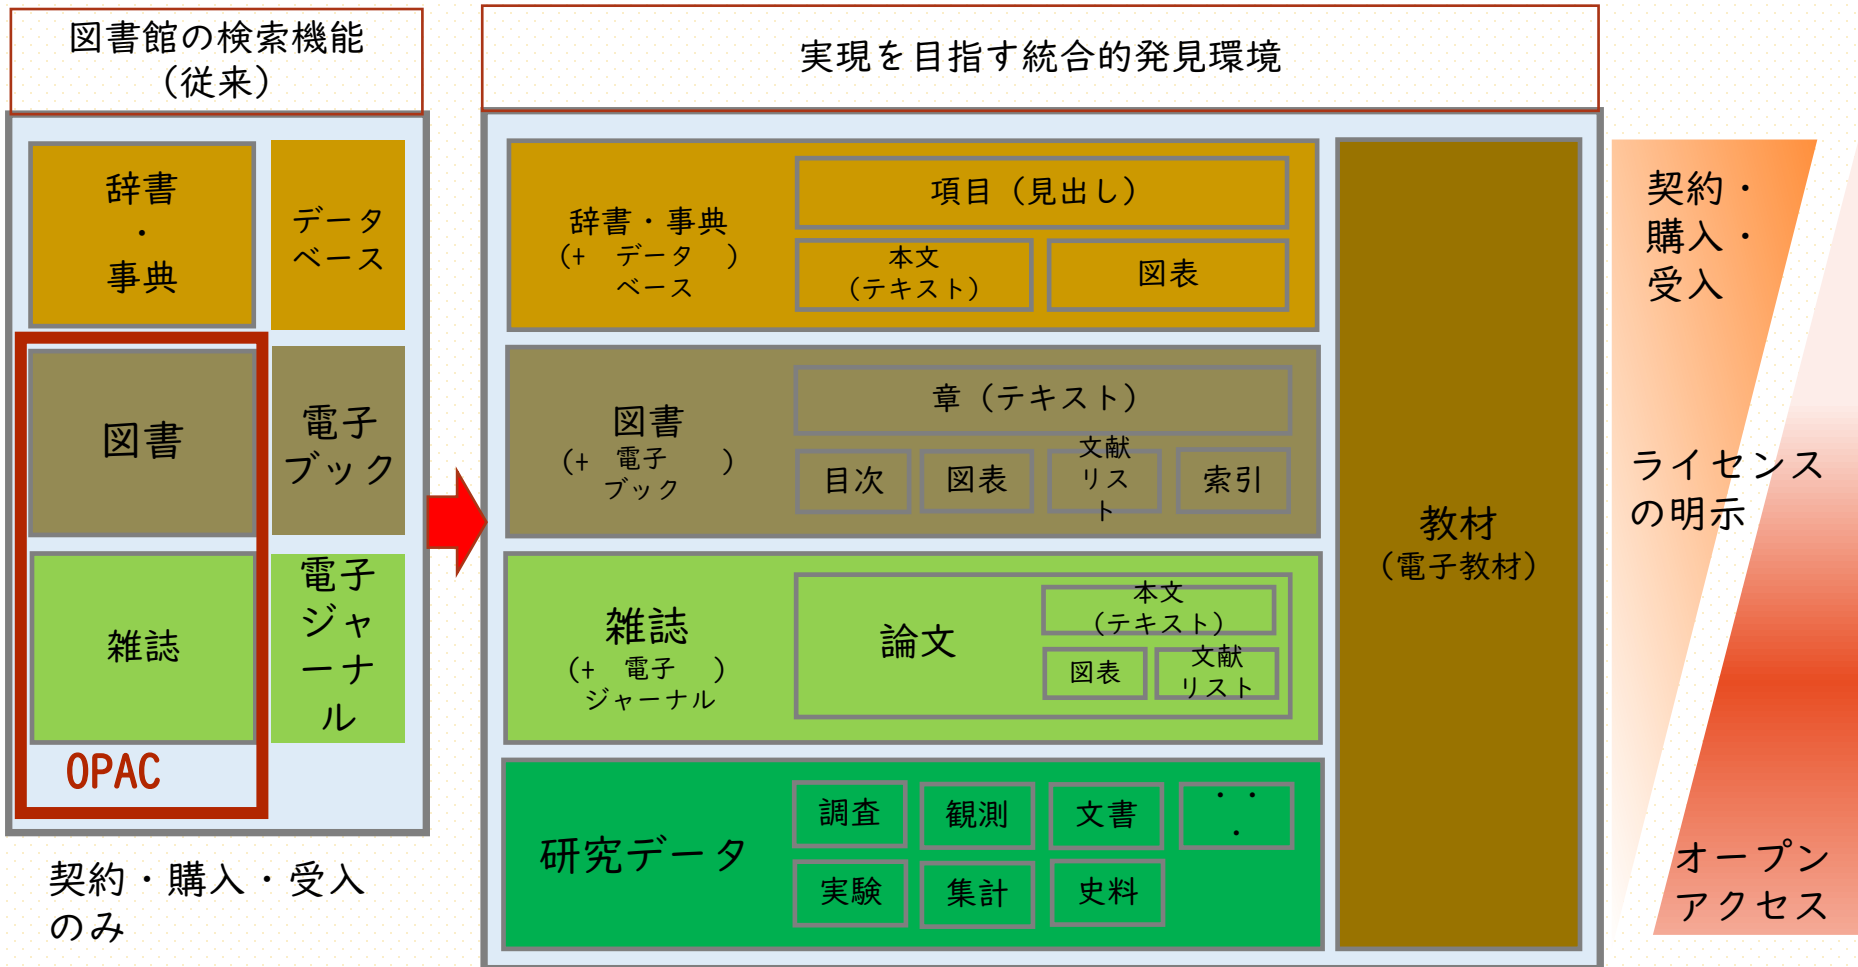 図書館の検索機能
（従来）
辞書
・
事典
データ
ベース
図書
電子
ブック
雑誌
電子
ジャ
ーナ
ル
OPAC
契約・購入・受入
のみ
実現を目指す統合的発見環境
辞書・事典
（+ データ ）
ベース
項目（見出し）
本文
（テキスト）
図表
図書
（+ 電子 ）
ブック
章（テキスト）
目次
図表
文献
リス
ト
索引
雑誌
（+ 電子 ）
ジャーナル
論文
本文
（テキスト）
図表
文献
リスト
研究データ
調査
観測
文書
・・
・
実験
集計
史料
教材
（電子教材）
契約・
購入・
受入
ライセンス
の明示
オープン
アクセス